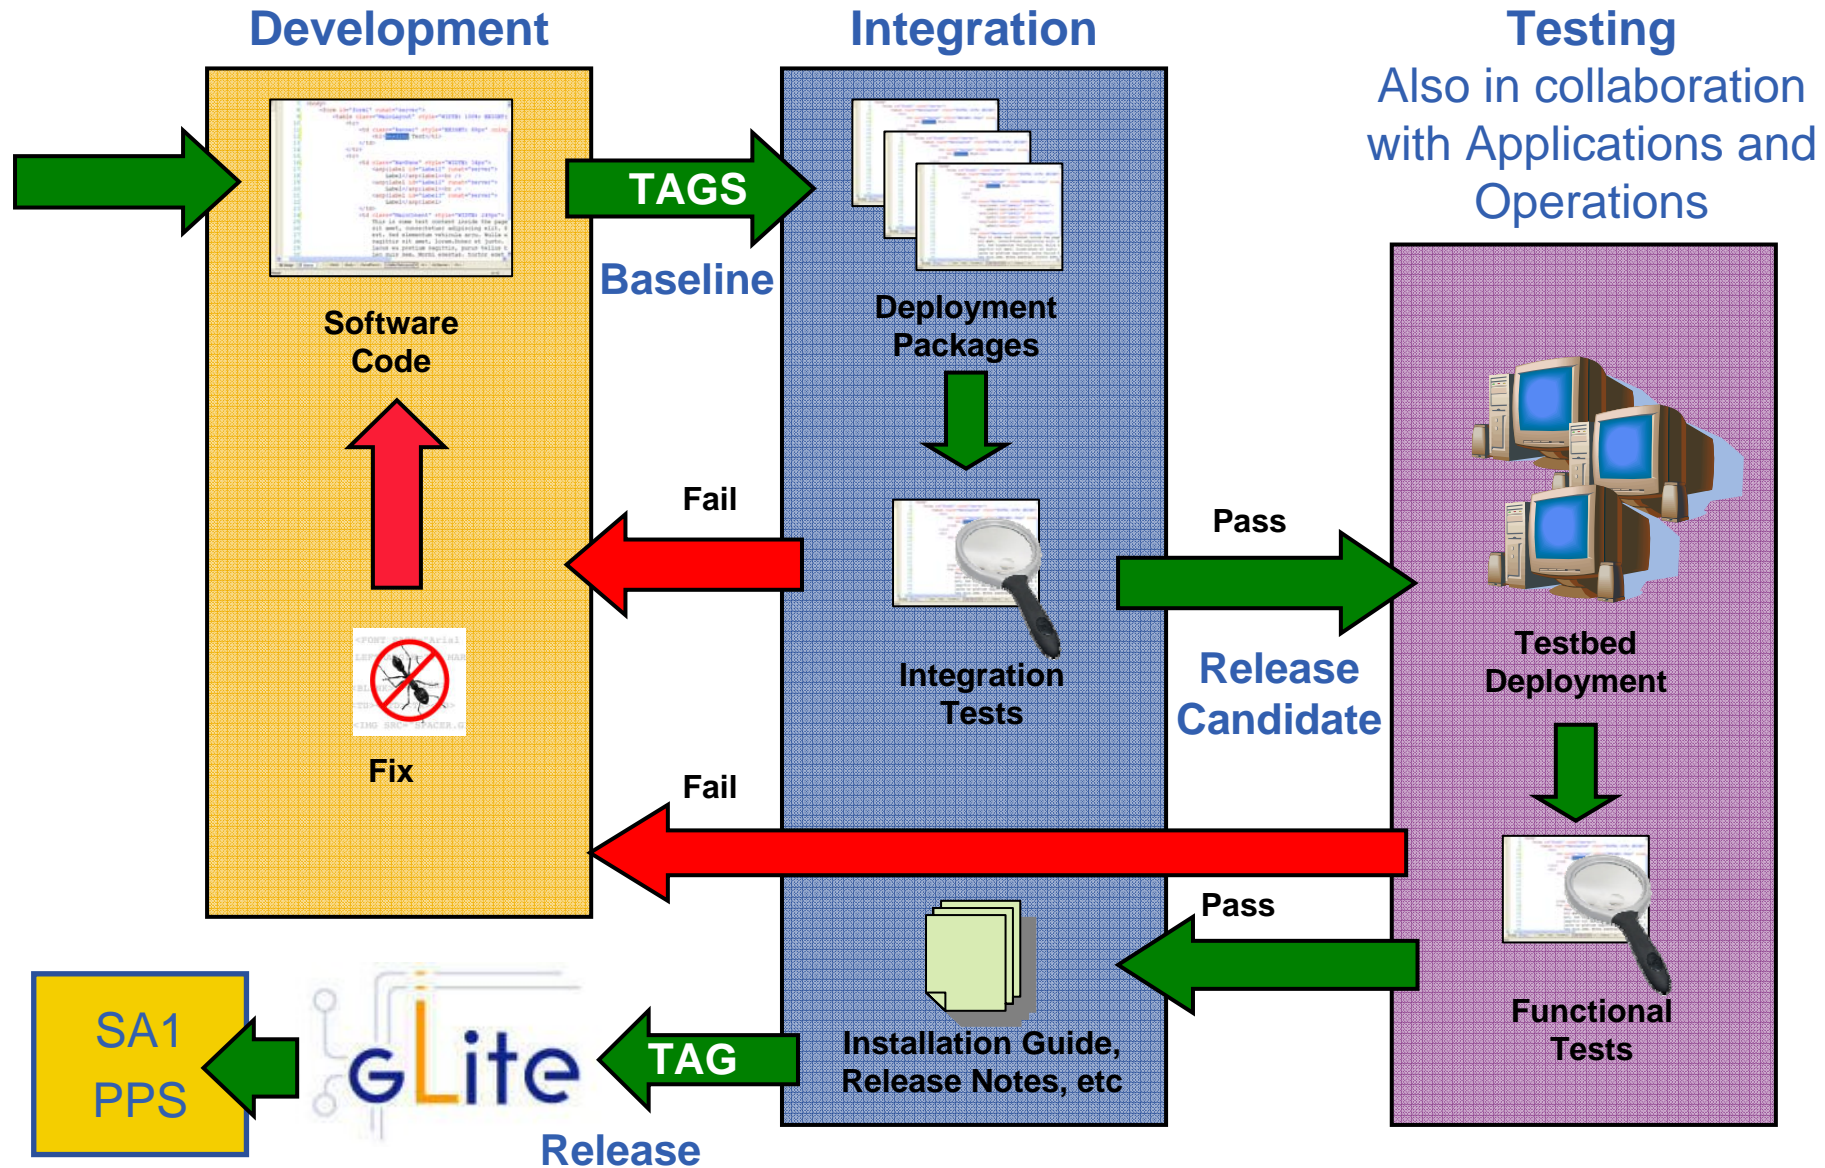 Development
Integration
Testing
Also in collaboration
with Applications and
Operations
TAGS
Baseline
Software
Code
Deployment
Packages
Fail
Pass
Integration
Tests
Release
Candidate
Testbed
Deployment
Fix
Fail
Pass
Functional
Tests
Installation Guide,
Release Notes, etc
TAG
gLite
Release
SA1
PPS